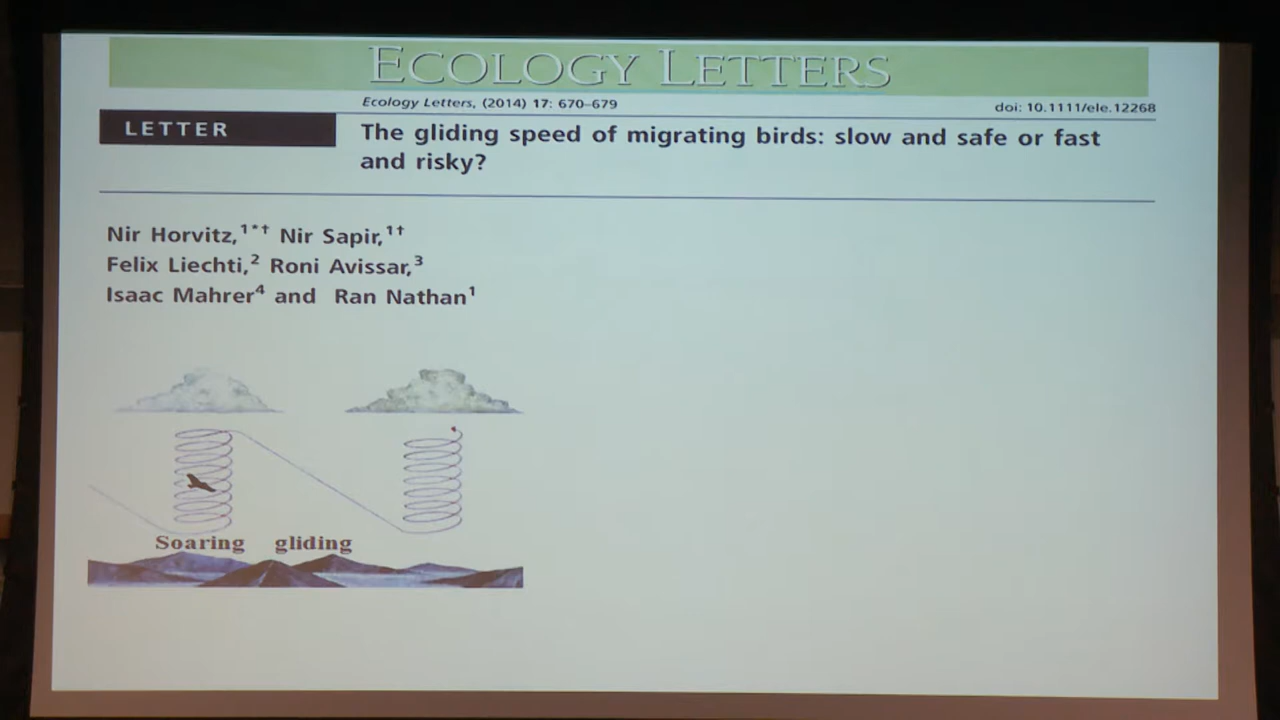 ECOLOGY LETTERS
Ecology Letters, (2014) 17: 670–679
doi: 10.1111/ele.12268
LETTER
The gliding speed of migrating birds: slow and safe or fast
and risky?
Nir Horvitz,¹*† Nir Sapir,¹†
Felix Liechti,² Roni Avissar,³
Isaac Mahrer⁴ and Ran Nathan¹
Soaring gliding